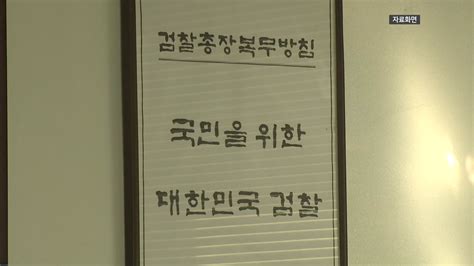 자료화면
검찰총장복무방침
국민을 위한
대한민국 검찰